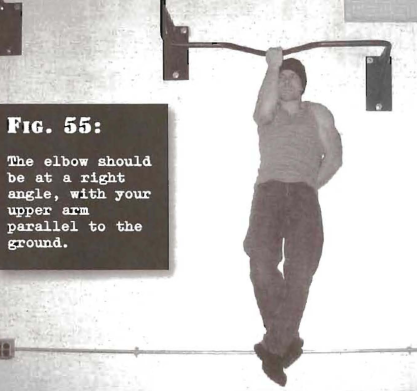 FIG. 55:
The elbow should
be at a right
angle, with your
upper arm
parallel to the
ground.